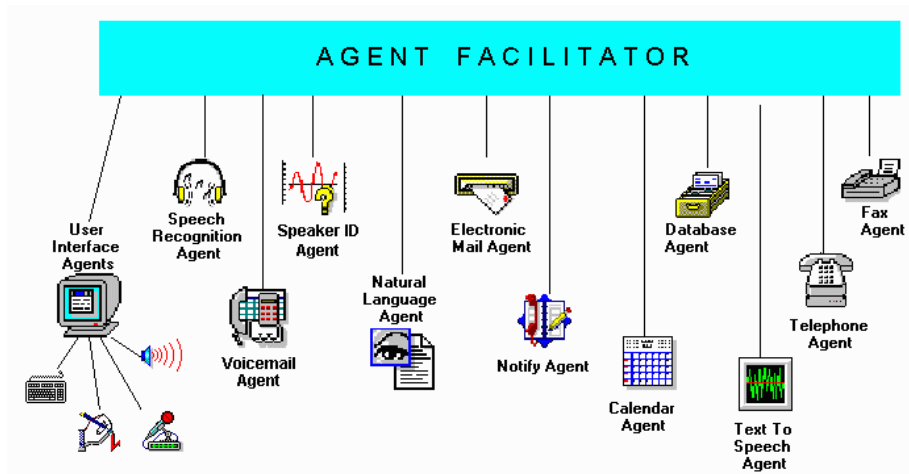 AGENT FACILITATOR
User
Interface
Agents
Speech
Recognition
Agent
Voicemail
Agent
Speaker ID
Agent
Natural
Language
Agent
Electronic
Mail Agent
Notify Agent
Calendar
Agent
Database
Agent
Text To
Speech
Agent
Telephone
Agent
Fax
Agent